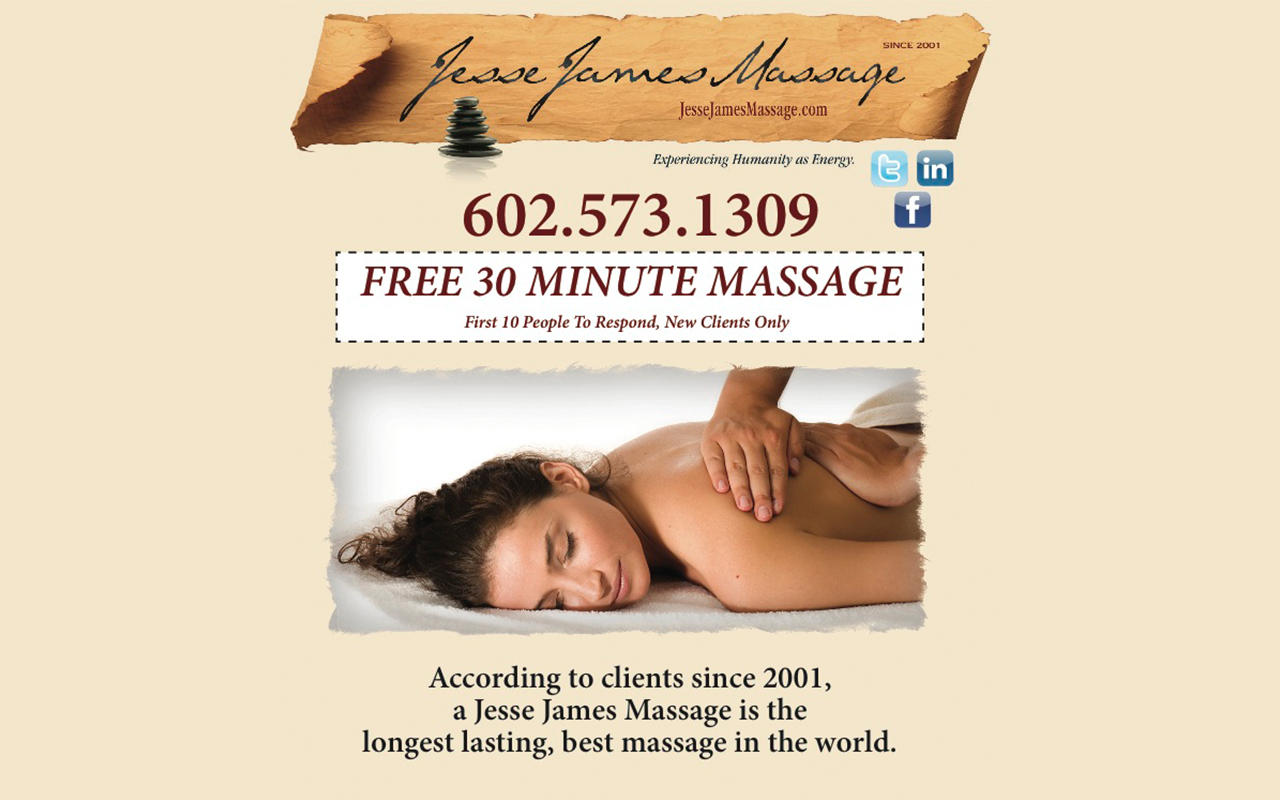 SINCE 2001
Jesse James Massage
JesseJamesMassage.com
Experiencing Humanity as Energy.
602.573.1309
FREE 30 MINUTE MASSAGE
First 10 People To Respond, New Clients Only
According to clients since 2001,
a Jesse James Massage is the
longest lasting, best massage in the world.